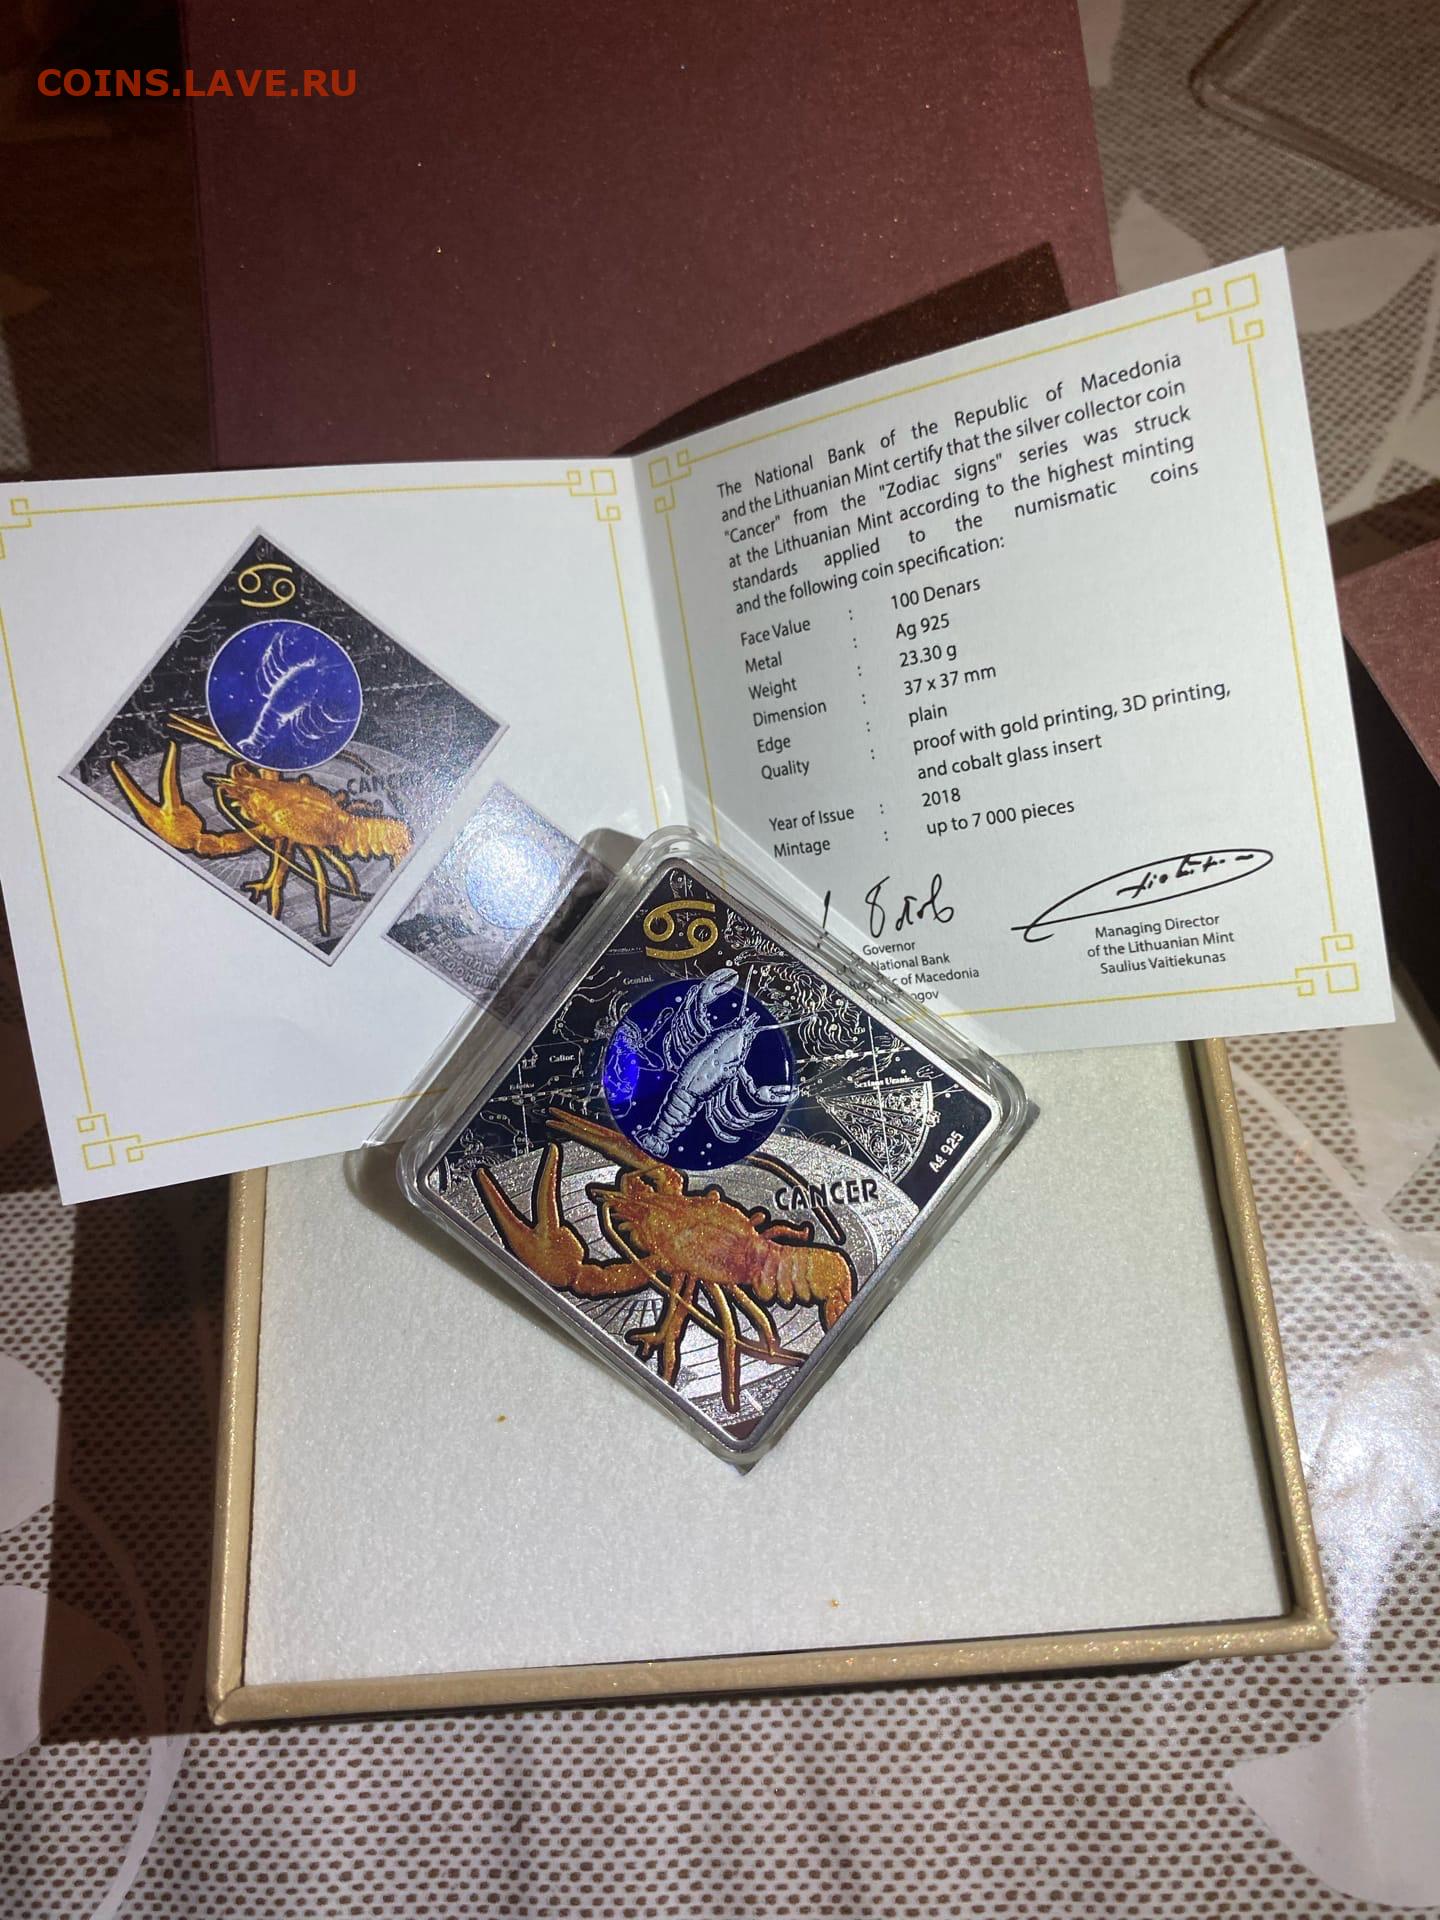 COINS.LAVE.RU
The National Bank of the Republic of Macedonia
and the Lithuanian Mint certify that the silver collector coin
"Cancer" from the "Zodiac signs" series was struck
at the Lithuanian Mint according to the highest minting
standards applied to the numismatic coins
and the following coin specification:
Face Value : 100 Denars
Metal : Ag 925
Weight : 23.30 g
Dimension : 37 x 37 mm
Edge : plain
Quality : proof with gold printing, 3D printing,
and cobalt glass insert
Year of Issue : 2018
Mintage : up to 7 000 pieces
Governor
National Bank
of Macedonia
Managing Director
of the Lithuanian Mint
Saulius Vaitiekunas
CANCER
Gemini.
Castor.
Sextans Uraniæ.
Ag 925
CANCER